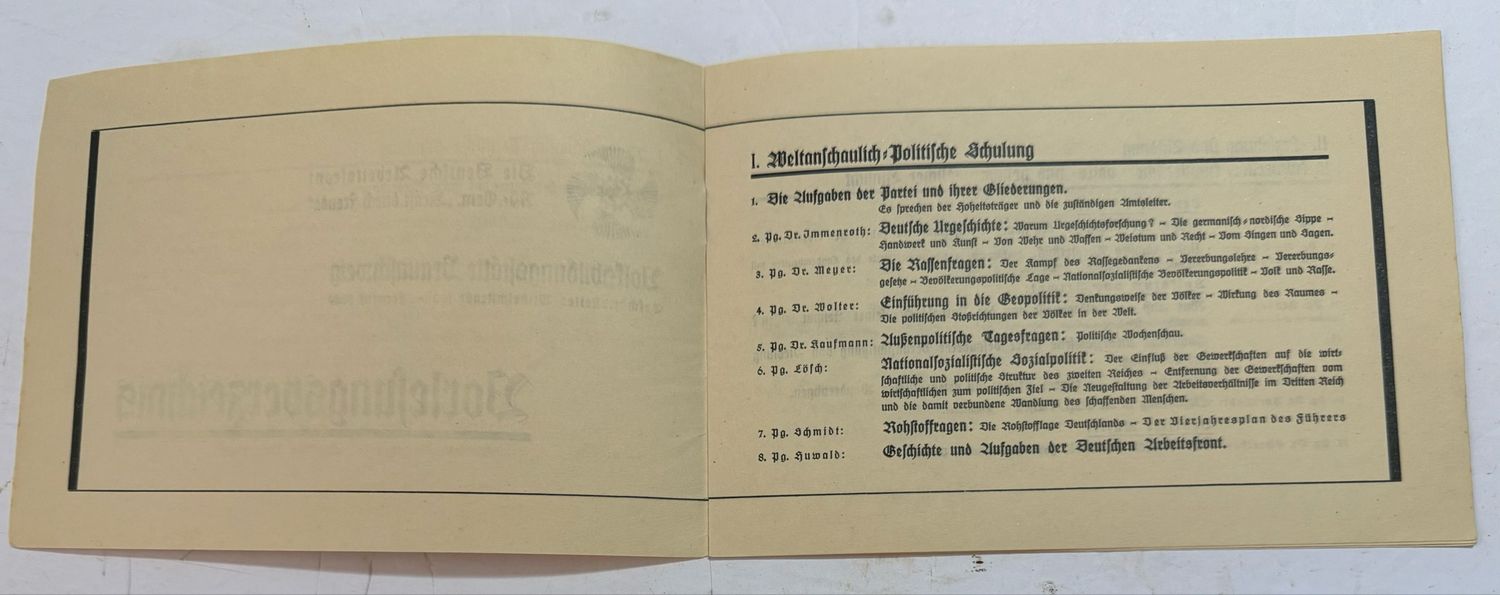 I. Weltanschaulich-Politische Schulung
1. Die Aufgaben der Partei und ihrer Gliederungen.
Es sprechen der Hoheitsträger und die zuständigen Amtsleiter.
2. Pg. Dr. Immenroth: Deutsche Urgeschichte: Warum Urgeschichtsforschung? – Die germanisch-nordische Sippe –
Handwerk und Kunst – Von Wehr und Waffen – Weistum und Recht – Vom Singen und Sagen.
3. Pg. Dr. Meyer: Die Rassenfragen: Der Kampf des Rassegedankens – Vererbungslehre – Vererbungs-
gesetze – Bevölkerungspolitische Lage – Nationalsozialistische Bevölkerungspolitik – Volk und Rasse.
4. Pg. Dr. Wolter: Einführung in die Geopolitik: Denkungsweise der Völker – Wirkung des Raumes –
Die politischen Stoßrichtungen der Völker in der Welt.
5. Pg. Dr. Kaufmann: Außenpolitische Tagesfragen: Politische Wochenschau.
6. Pg. Lösch: Nationalsozialistische Sozialpolitik: Der Einfluß der Gewerkschaften auf die wirt-
schaftliche und politische Struktur des zweiten Reiches – Entfernung der Gewerkschaften vom
wirtschaftlichen zum politischen Ziel – Die Neugestaltung der Arbeitsverhältnisse im Dritten Reich
und die damit verbundene Wandlung des schaffenden Menschen.
7. Pg. Schmidt: Rohstoffragen: Die Rohstofflage Deutschlands – Der Vierjahresplan des Führers
8. Pg. Huwald: Geschichte und Aufgaben der Deutschen Arbeitsfront.